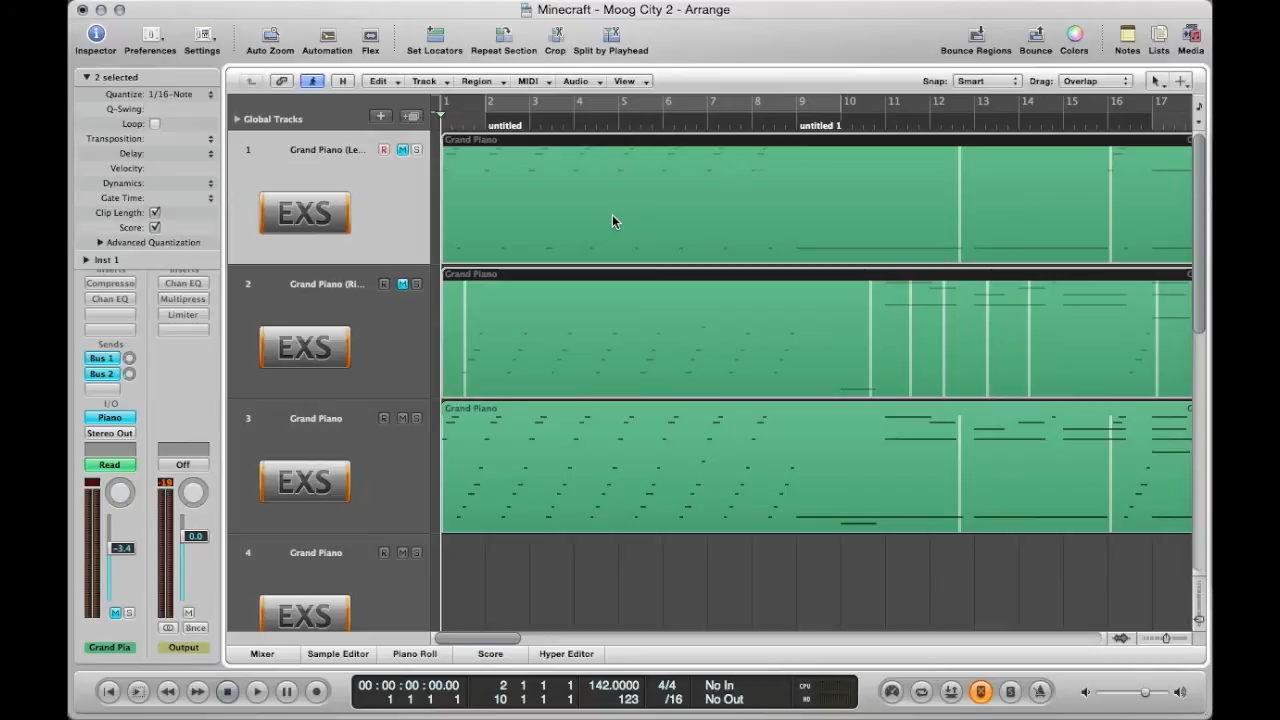 Minecraft - Moog City 2 - Arrange
Inspector Preferences Settings Auto Zoom Automation Flex Set Locators Repeat Section Crop Split by Playhead Bounce Regions Bounce Colors Notes Lists Media
2 selected
H Edit Track Region MIDI Audio View Snap: Smart Drag: Overlap
Quantize: 1/16-Note
Q-Swing:
Loop:
Transposition:
Delay:
Velocity:
Dynamics:
Gate Time:
Clip Length:
Score:
Advanced Quantization
Inst 1
Inserts Inserts
Compresso Chan EQ
Chan EQ Multipress
Limiter
Sends
Bus 1
Bus 2
I/O
Piano
Stereo Out
Read Off
-19
-3.4 0.0
M S M
Bnce
Grand Pia Output
Global Tracks
1 2 3 4 5 6 7 8 9 10 11 12 13 14 15 16 17
untitled untitled 1
1 Grand Piano (Le... R M S
EXS
Grand Piano
2 Grand Piano (Ri... R M S
EXS
Grand Piano
3 Grand Piano R M S
EXS
Grand Piano
4 Grand Piano R M S
EXS
Mixer Sample Editor Piano Roll Score Hyper Editor
00 : 00 : 00 : 00.00 2 1 1 1 142.0000 4/4 No In CPU
1 1 1 1 10 1 1 1 123 /16 No Out HD